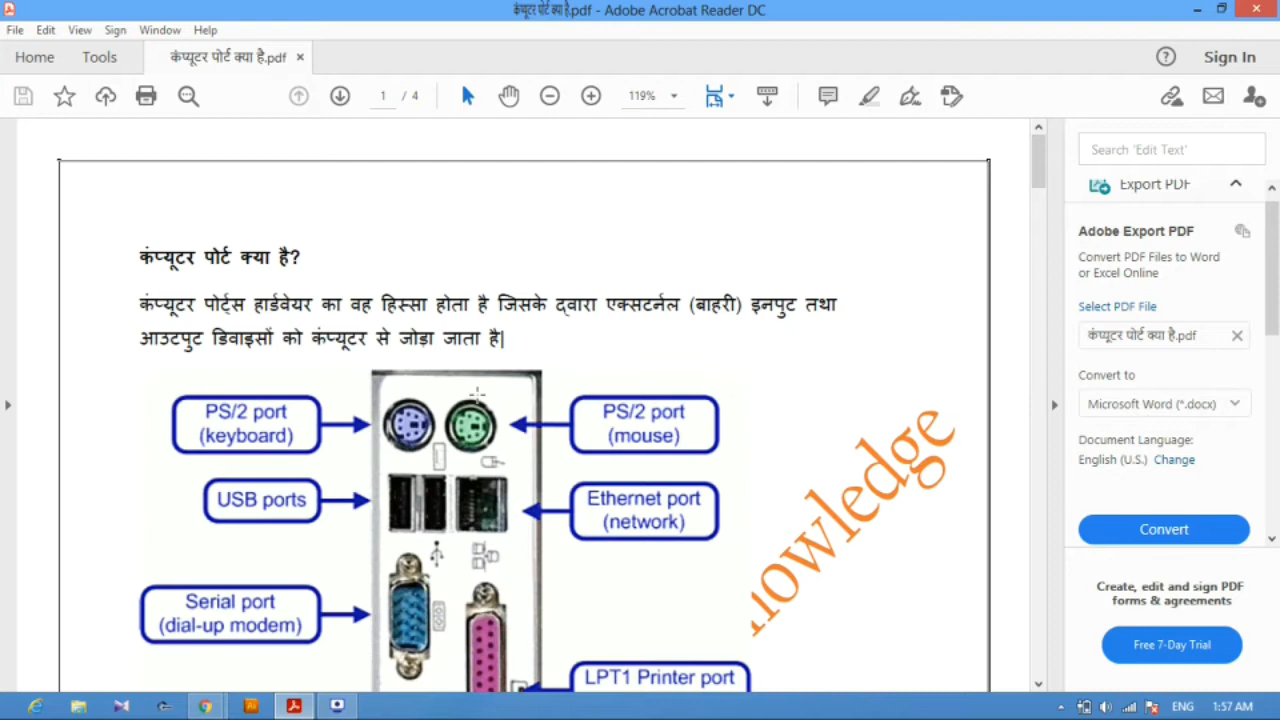 कंप्यूटर पोर्ट क्या है.pdf - Adobe Acrobat Reader DC
File Edit View Sign Window Help
Home Tools कंप्यूटर पोर्ट क्या है.pdf × Sign In
1 / 4 119%
Search 'Edit Text'
Export PDF
Adobe Export PDF
Convert PDF Files to Word
or Excel Online
Select PDF File
कंप्यूटर पोर्ट क्या है.pdf
Convert to
Microsoft Word (*.docx)
Document Language:
English (U.S.) Change
Convert
Create, edit and sign PDF
forms & agreements
Free 7-Day Trial
कंप्यूटर पोर्ट क्या है?
कंप्यूटर पोर्ट्स हार्डवेयर का वह हिस्सा होता है जिसके द्वारा एक्सटर्नल (बाहरी) इनपुट तथा
आउटपुट डिवाइसों को कंप्यूटर से जोड़ा जाता है|
PS/2 port
(keyboard)
PS/2 port
(mouse)
USB ports
Ethernet port
(network)
Serial port
(dial-up modem)
LPT1 Printer port
nowledge
ENG 1:57 AM